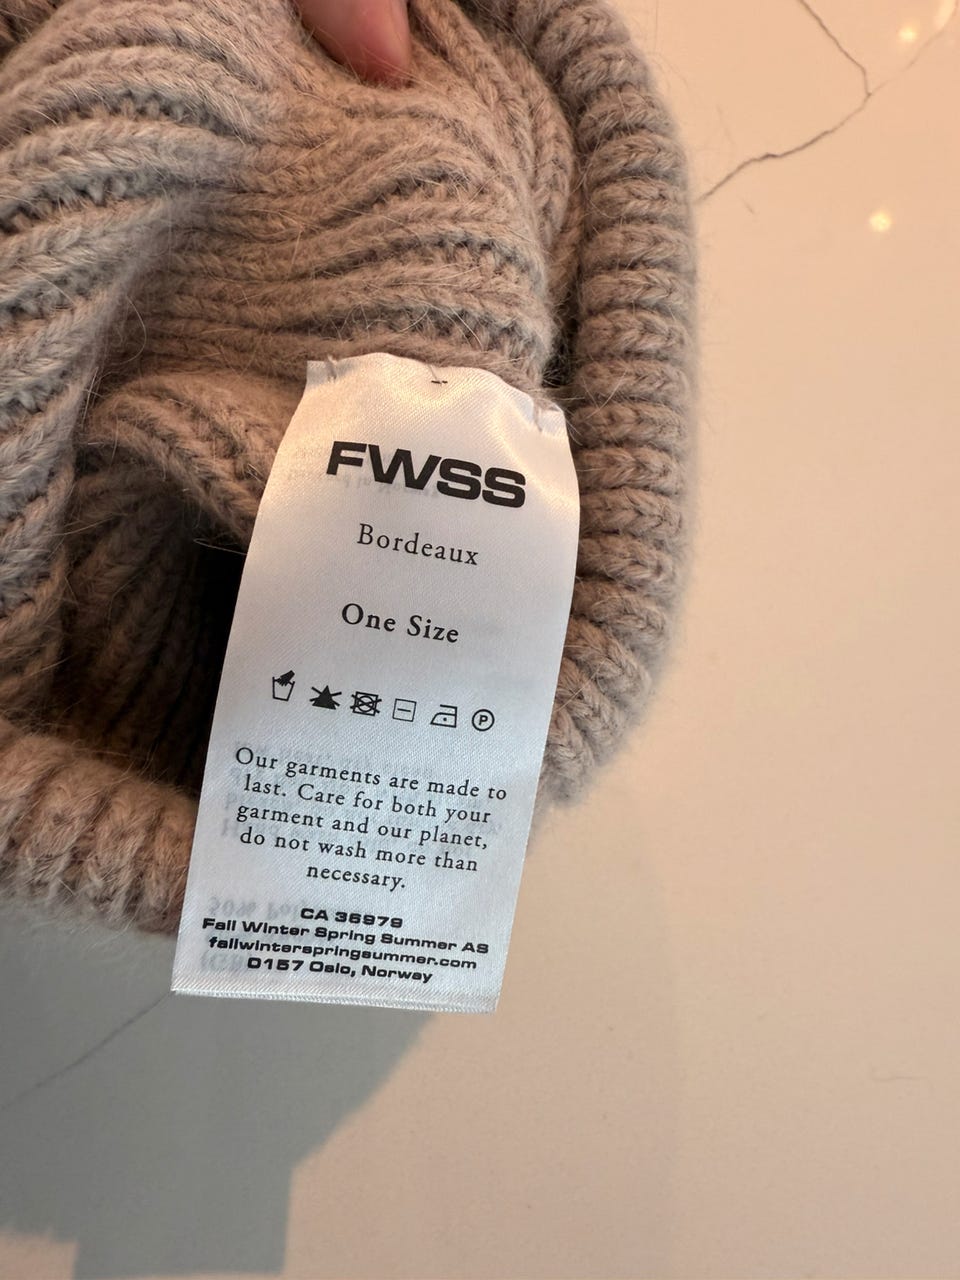 FWSS
Bordeaux
One Size
P
Our garments are made to
last. Care for both your
garment and our planet,
do not wash more than
necessary.
CA 36979
Fall Winter Spring Summer AS
fallwinterspringsummer.com
0157 Oslo, Norway